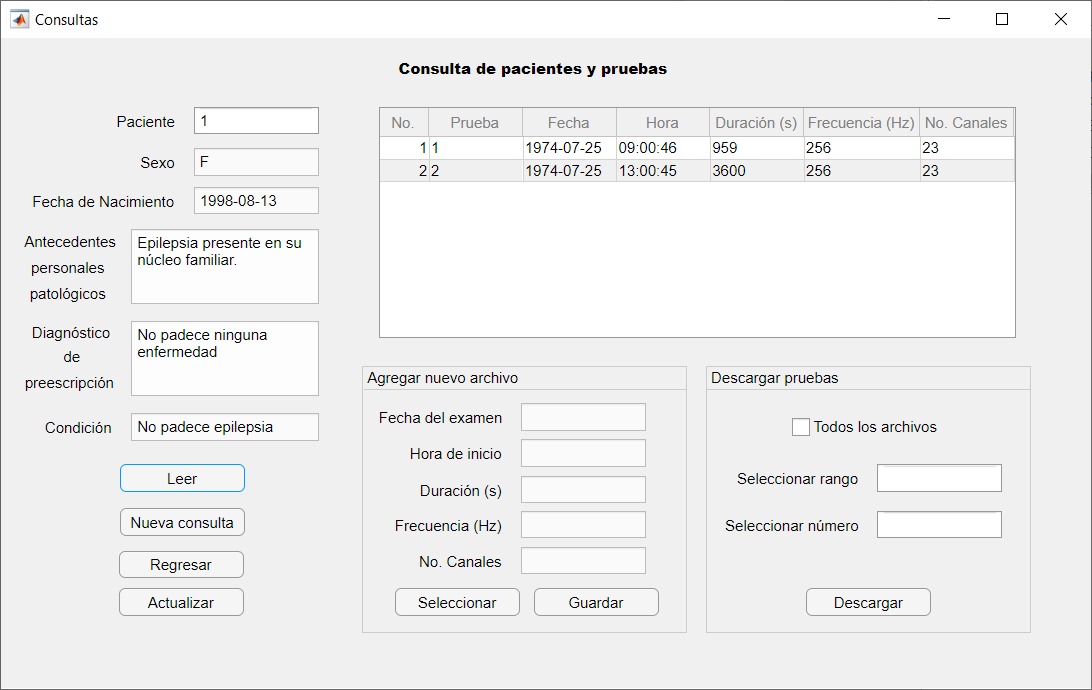 Consultas
Consulta de pacientes y pruebas
Paciente 1
Sexo F
Fecha de Nacimiento 1998-08-13
Antecedentes
personales
patológicos
Epilepsia presente en su
núcleo familiar.
Diagnóstico
de
preescripción
No padece ninguna
enfermedad
Condición No padece epilepsia
Leer
Nueva consulta
Regresar
Actualizar
No. Prueba Fecha Hora Duración (s) Frecuencia (Hz) No. Canales
1 1 1974-07-25 09:00:46 959 256 23
2 2 1974-07-25 13:00:45 3600 256 23
Agregar nuevo archivo
Fecha del examen
Hora de inicio
Duración (s)
Frecuencia (Hz)
No. Canales
Seleccionar Guardar
Descargar pruebas
Todos los archivos
Seleccionar rango
Seleccionar número
Descargar